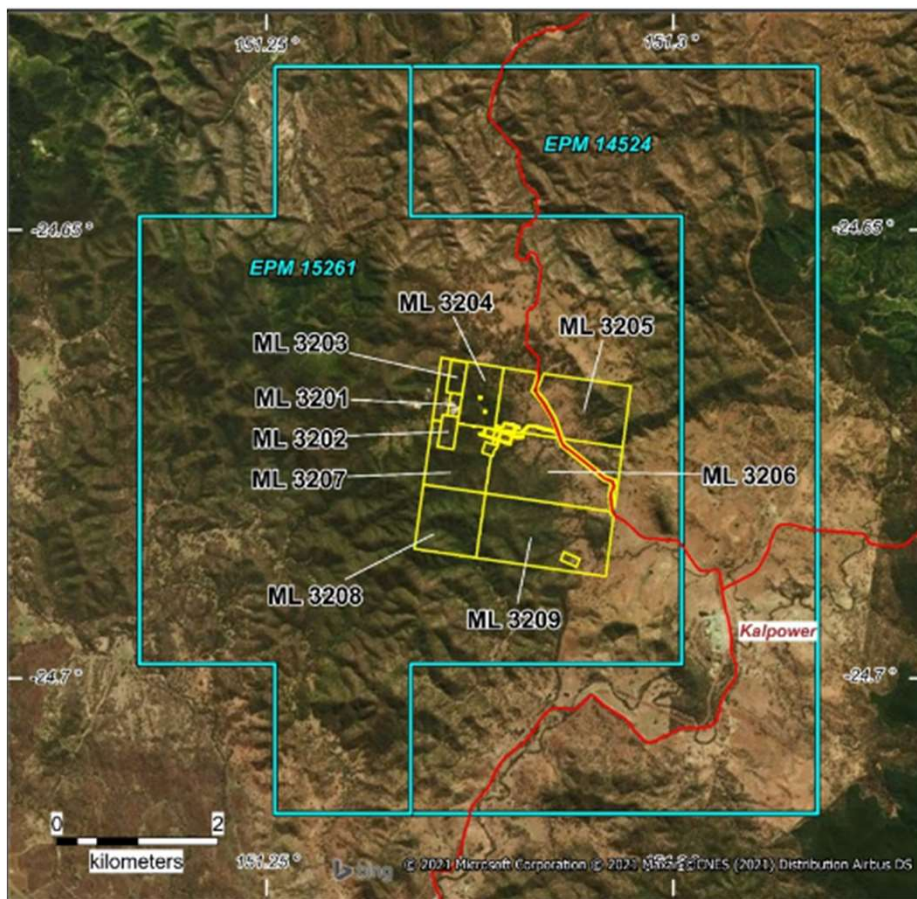 151.25 °
151.3 °
EPM 14524
-24.65 °
-24.65 °
EPM 15261
ML 3204
ML 3205
ML 3203
ML 3201
ML 3202
ML 3207
ML 3206
ML 3208
ML 3209
Kalpower
-24.7 °
-24.7 °
0 2
kilometers
151.25 °
bing
© 2021 Microsoft Corporation © 2021 Maxar ©CNES (2021) Distribution Airbus DS